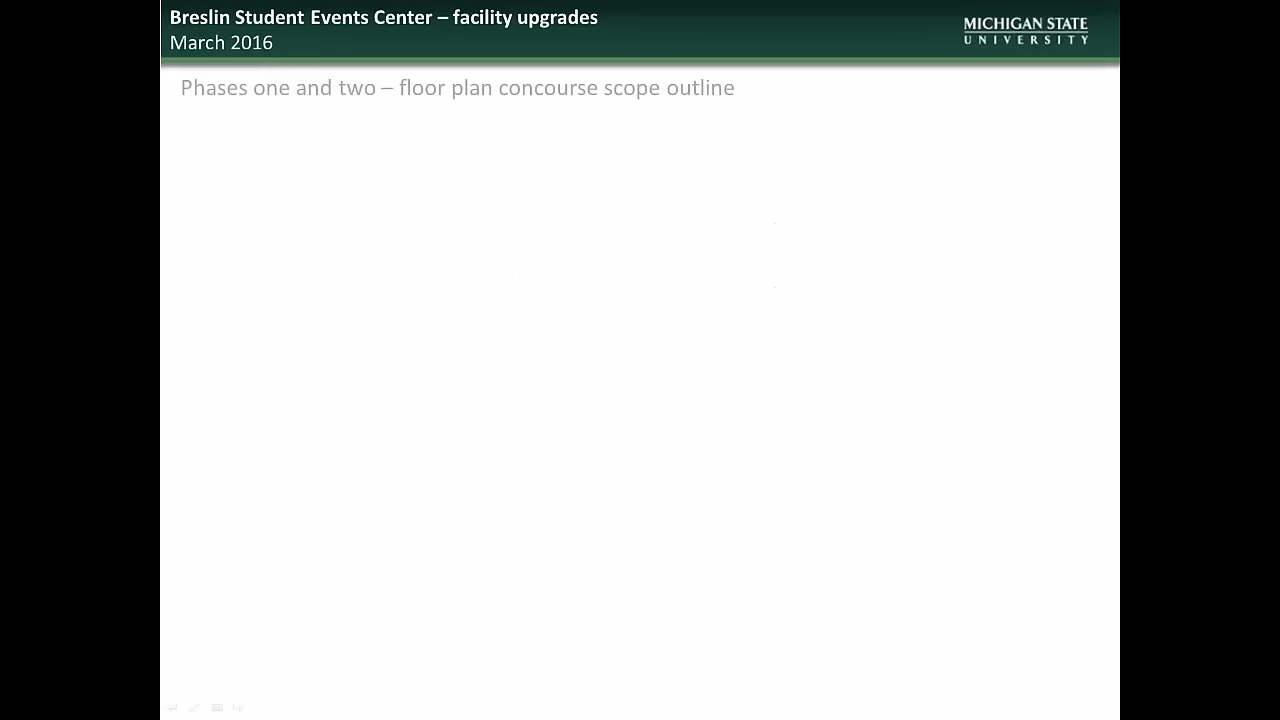 Breslin Student Events Center – facility upgrades
March 2016
MICHIGAN STATE
UNIVERSITY
Phases one and two – floor plan concourse scope outline